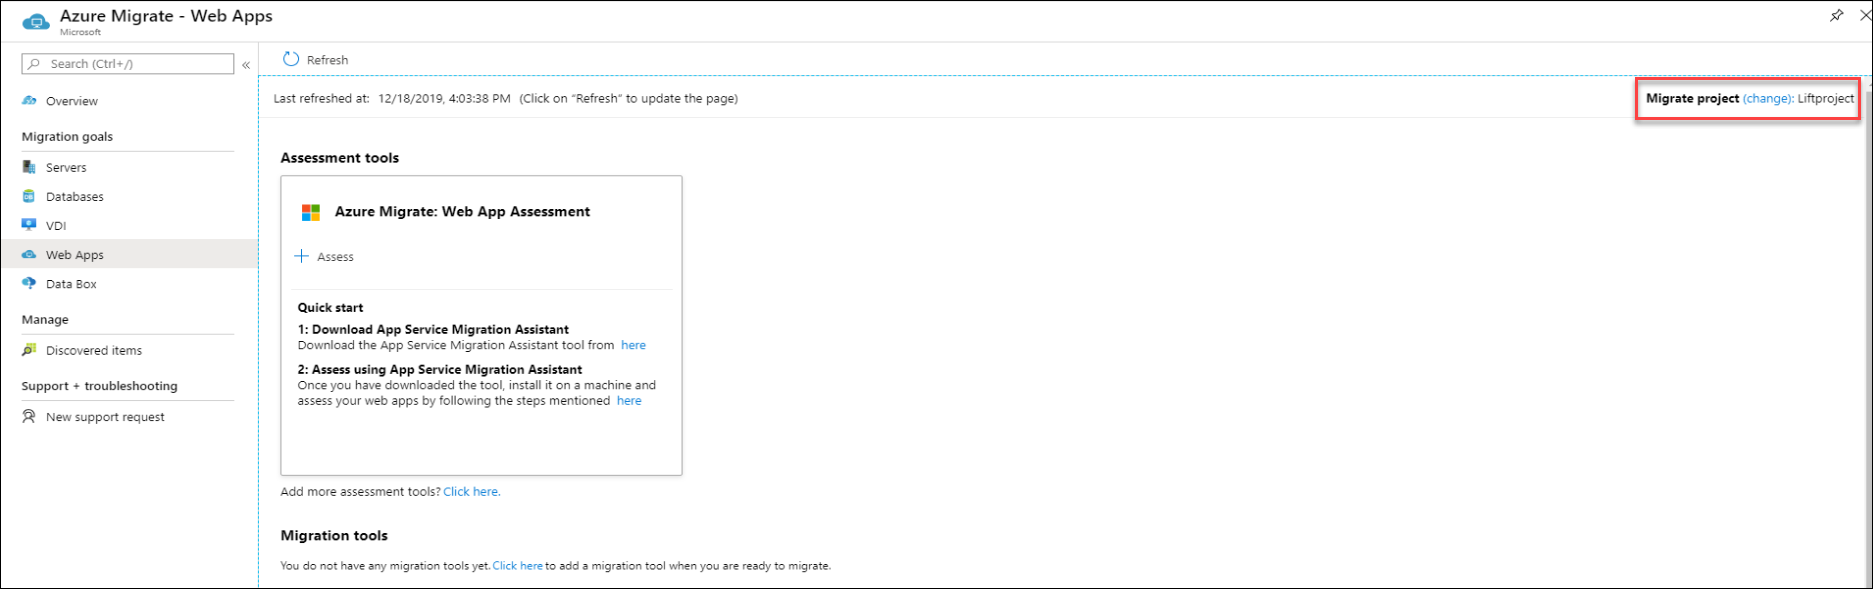 Azure Migrate - Web Apps
Microsoft
Search (Ctrl+/)
«
Refresh
Last refreshed at: 12/18/2019, 4:03:38 PM (Click on “Refresh” to update the page)
Migrate project (change): Liftproject
Overview
Migration goals
Servers
Databases
VDI
Web Apps
Data Box
Manage
Discovered items
Support + troubleshooting
New support request
Assessment tools
Azure Migrate: Web App Assessment
Assess
Quick start
1: Download App Service Migration Assistant
Download the App Service Migration Assistant tool from here
2: Assess using App Service Migration Assistant
Once you have downloaded the tool, install it on a machine and
assess your web apps by following the steps mentioned here
Add more assessment tools? Click here.
Migration tools
You do not have any migration tools yet. Click here to add a migration tool when you are ready to migrate.